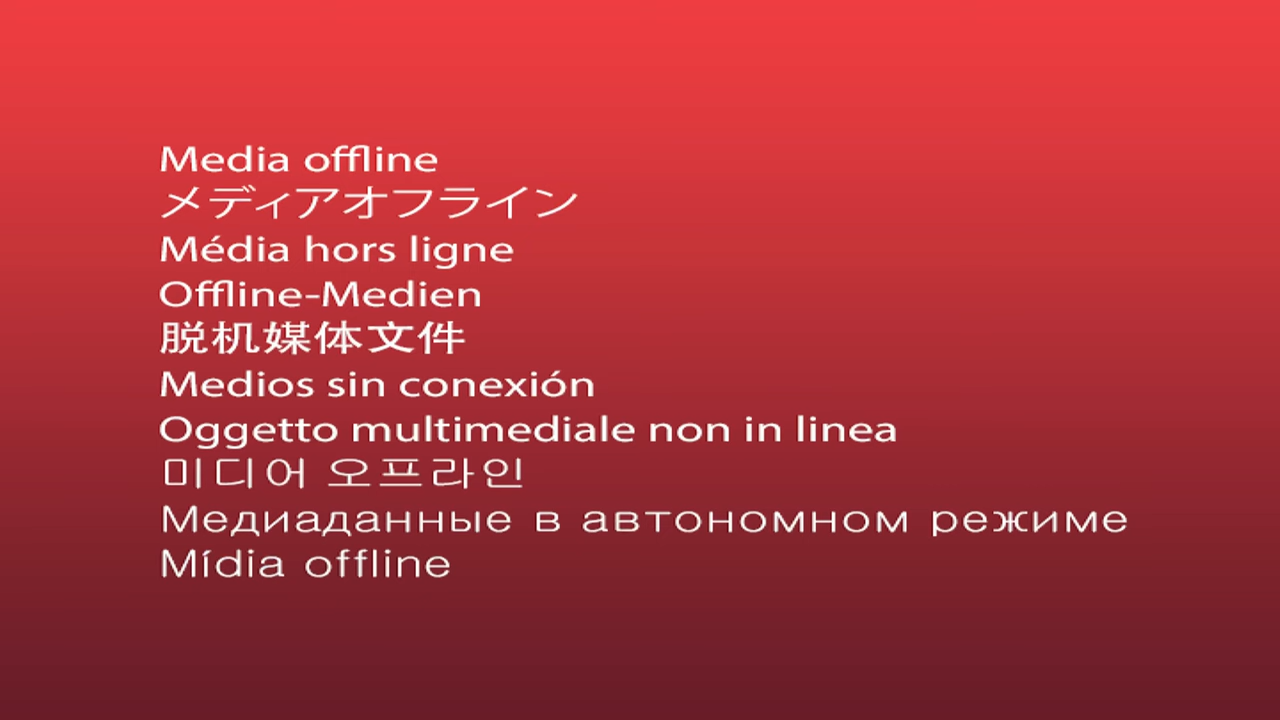 Media offline
メディアオフライン
Média hors ligne
Offline-Medien
脱机媒体文件
Medios sin conexión
Oggetto multimediale non in linea
미디어 오프라인
Медиаданные в автономном режиме
Mídia offline